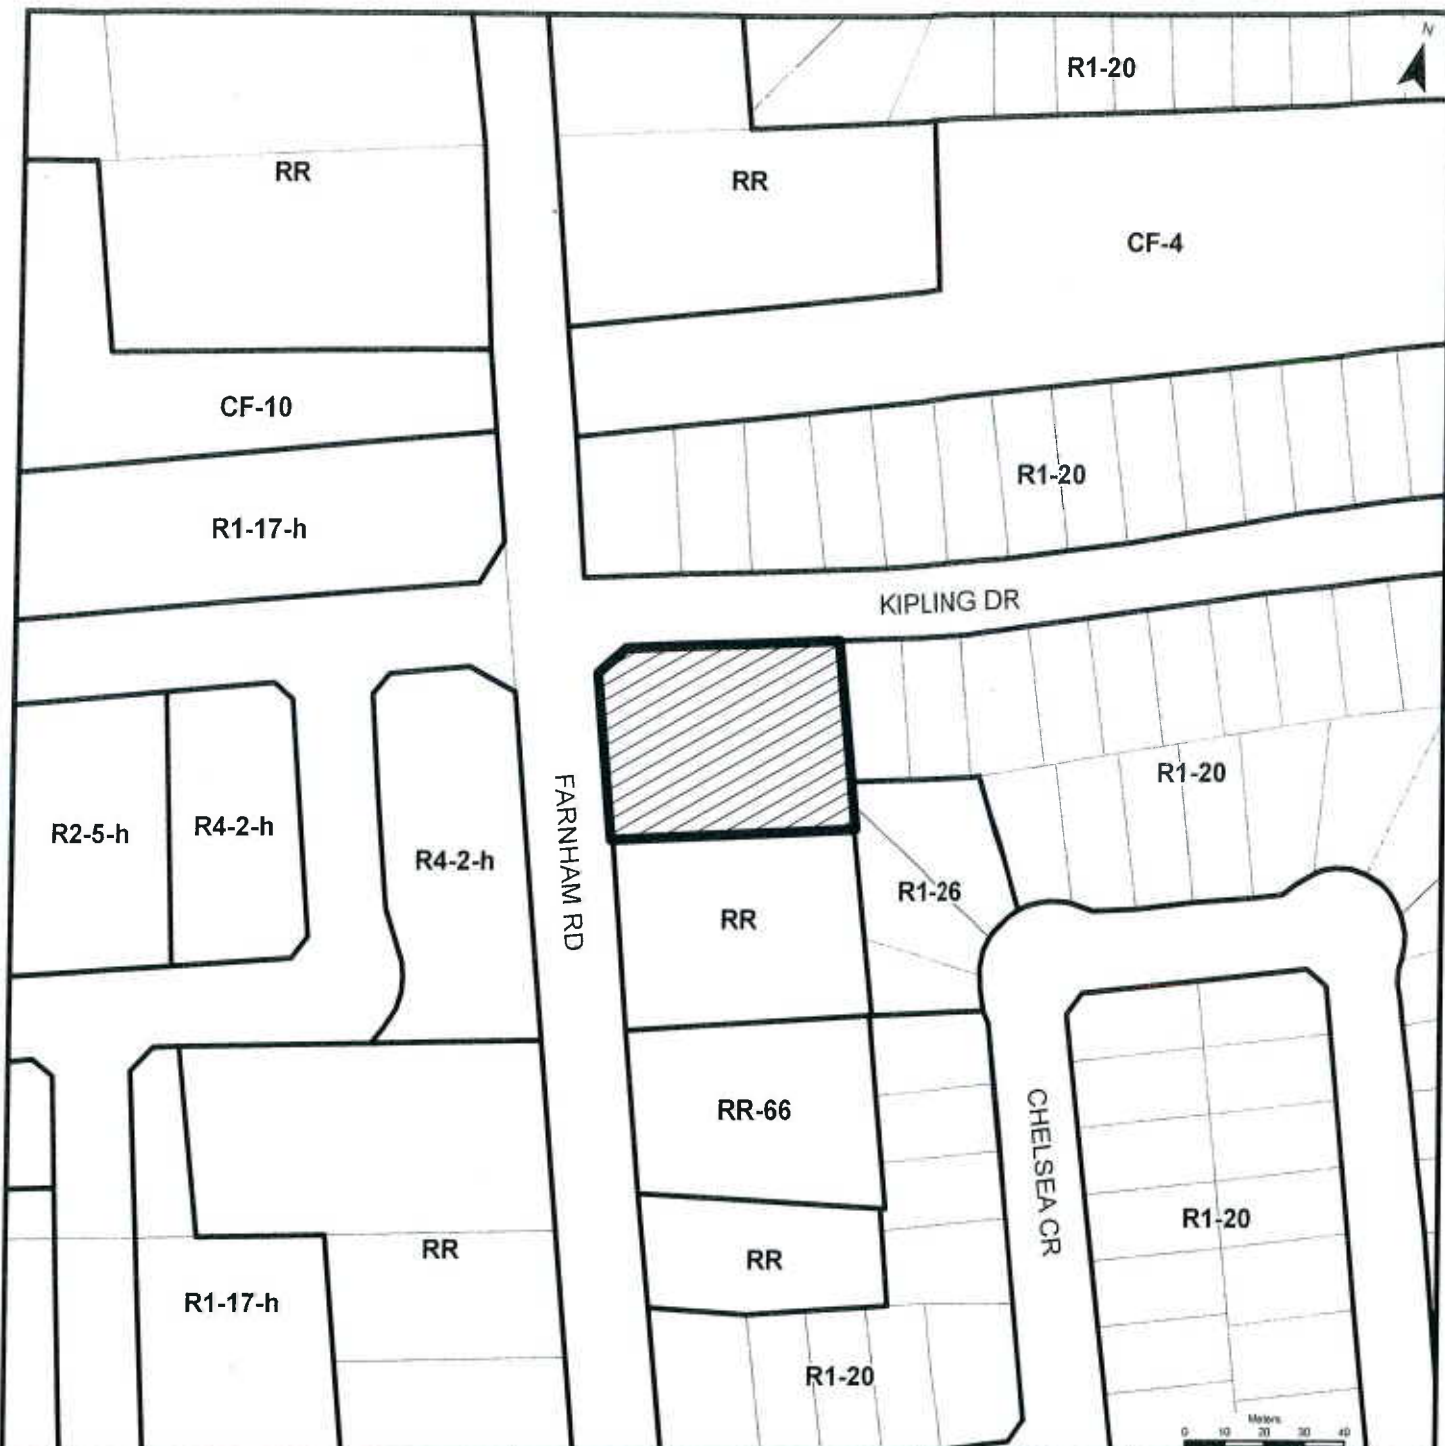 N
R1-20
RR
RR
CF-4
CF-10
R1-20
R1-17-h
KIPLING DR
R1-20
R2-5-h
R4-2-h
R4-2-h
FARNHAM RD
R1-26
RR
RR-66
CHELSEA CR
R1-20
RR
RR
R1-17-h
R1-20
Meters
0 10 20 30 40